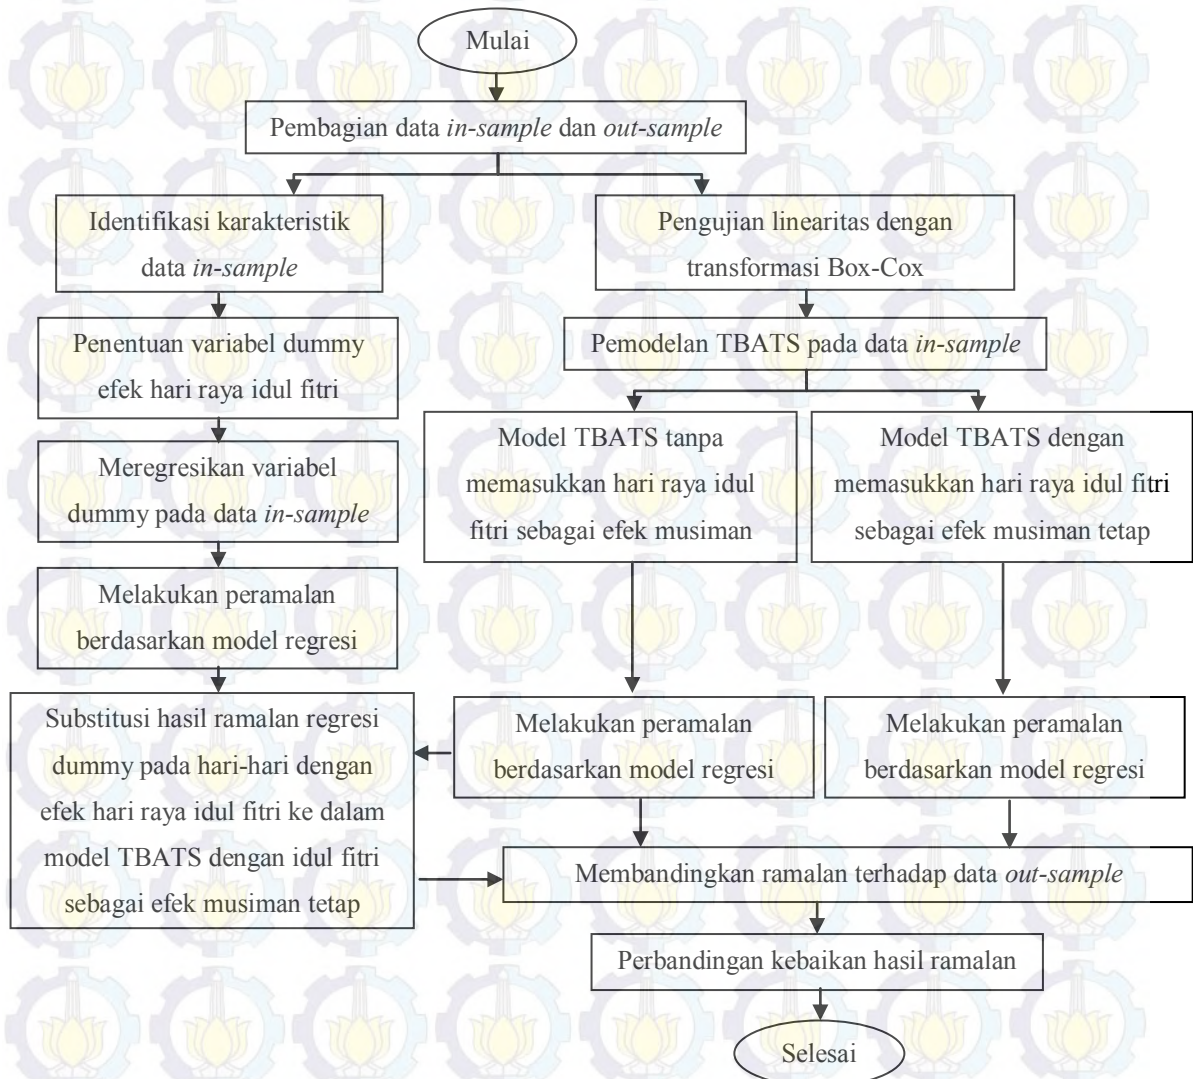 Mulai
Pembagian data in-sample dan out-sample
Identifikasi karakteristik
data in-sample
Pengujian linearitas dengan
transformasi Box-Cox
Penentuan variabel dummy
efek hari raya idul fitri
Pemodelan TBATS pada data in-sample
Meregresikan variabel
dummy pada data in-sample
Model TBATS tanpa
memasukkan hari raya idul
fitri sebagai efek musiman
Model TBATS dengan
memasukkan hari raya idul fitri
sebagai efek musiman tetap
Melakukan peramalan
berdasarkan model regresi
Substitusi hasil ramalan regresi
dummy pada hari-hari dengan
efek hari raya idul fitri ke dalam
model TBATS dengan idul fitri
sebagai efek musiman tetap
Melakukan peramalan
berdasarkan model regresi
Melakukan peramalan
berdasarkan model regresi
Membandingkan ramalan terhadap data out-sample
Perbandingan kebaikan hasil ramalan
Selesai